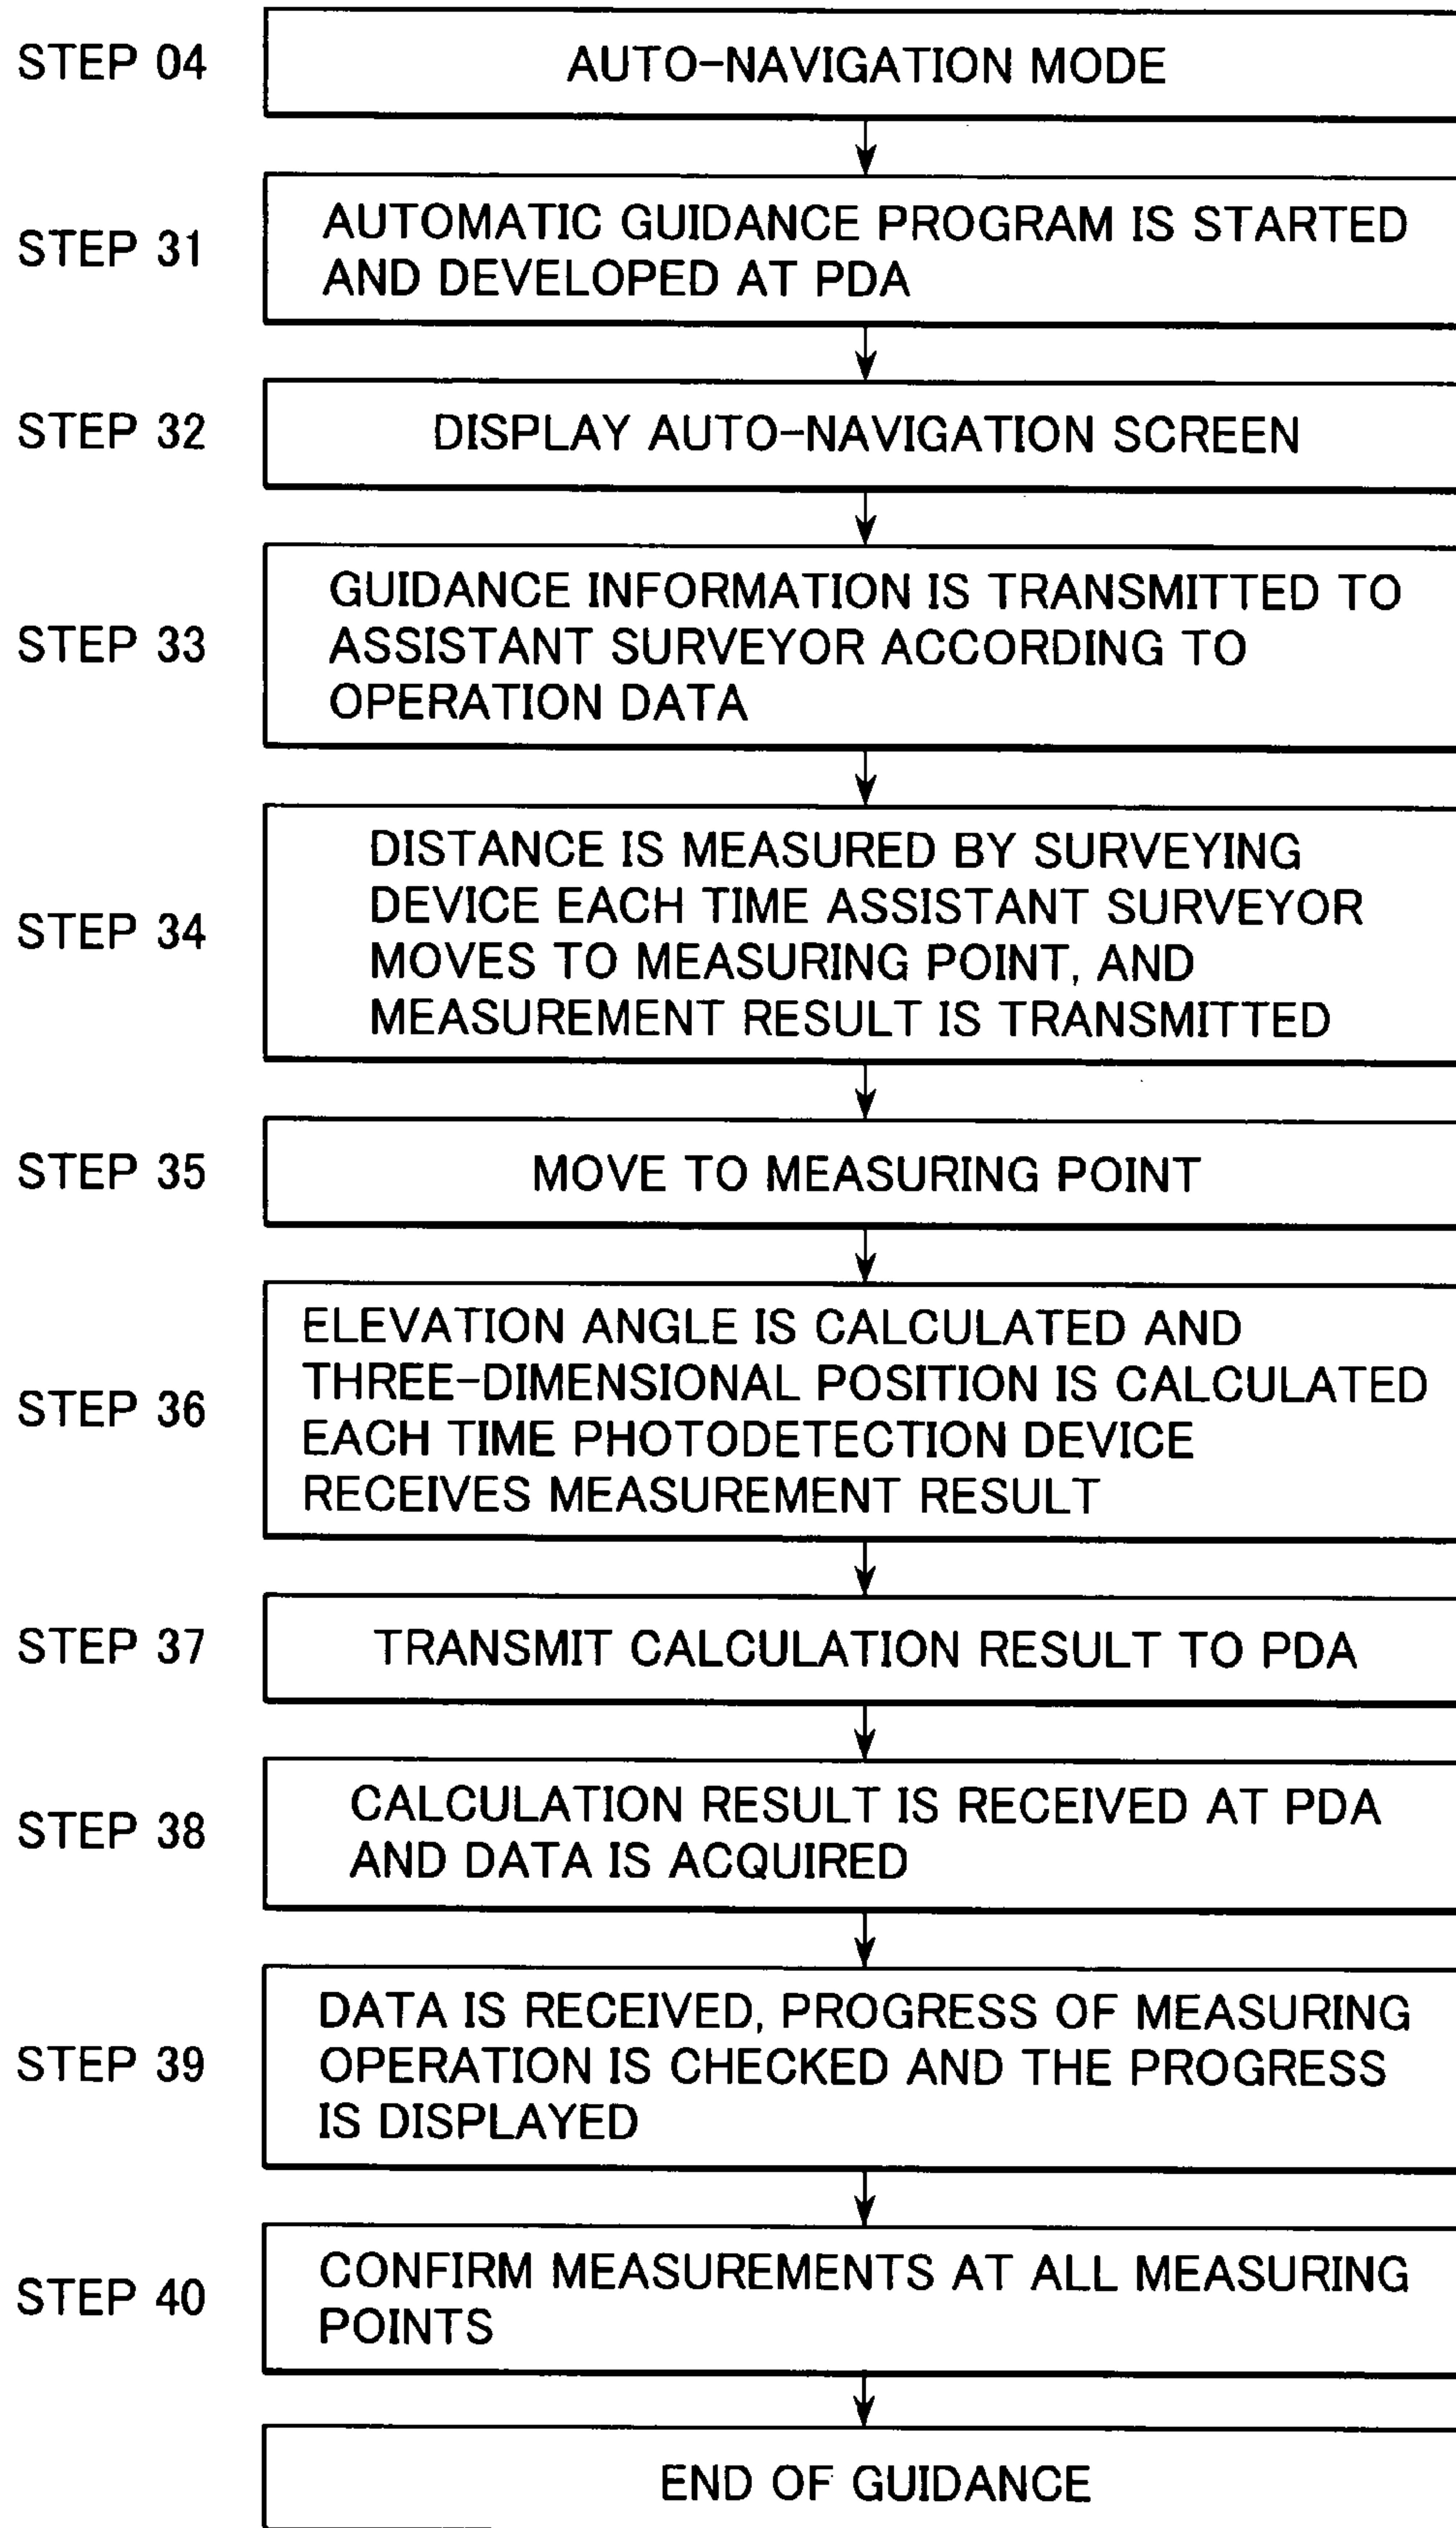 STEP 04
AUTO-NAVIGATION MODE
STEP 31
AUTOMATIC GUIDANCE PROGRAM IS STARTED
AND DEVELOPED AT PDA
STEP 32
DISPLAY AUTO-NAVIGATION SCREEN
STEP 33
GUIDANCE INFORMATION IS TRANSMITTED TO
ASSISTANT SURVEYOR ACCORDING TO
OPERATION DATA
STEP 34
DISTANCE IS MEASURED BY SURVEYING
DEVICE EACH TIME ASSISTANT SURVEYOR
MOVES TO MEASURING POINT, AND
MEASUREMENT RESULT IS TRANSMITTED
STEP 35
MOVE TO MEASURING POINT
STEP 36
ELEVATION ANGLE IS CALCULATED AND
THREE-DIMENSIONAL POSITION IS CALCULATED
EACH TIME PHOTODETECTION DEVICE
RECEIVES MEASUREMENT RESULT
STEP 37
TRANSMIT CALCULATION RESULT TO PDA
STEP 38
CALCULATION RESULT IS RECEIVED AT PDA
AND DATA IS ACQUIRED
STEP 39
DATA IS RECEIVED, PROGRESS OF MEASURING
OPERATION IS CHECKED AND THE PROGRESS
IS DISPLAYED
STEP 40
CONFIRM MEASUREMENTS AT ALL MEASURING
POINTS
END OF GUIDANCE